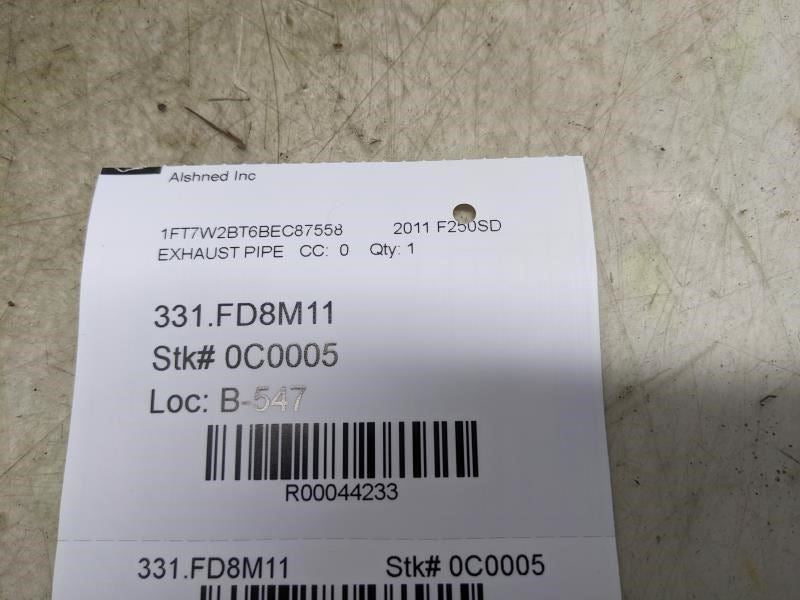 Alshned Inc
1FT7W2BT6BEC87558 2011 F250SD
EXHAUST PIPE CC: 0 Qty: 1
331.FD8M11
Stk# 0C0005
Loc: B-547
R00044233
331.FD8M11 Stk# 0C0005